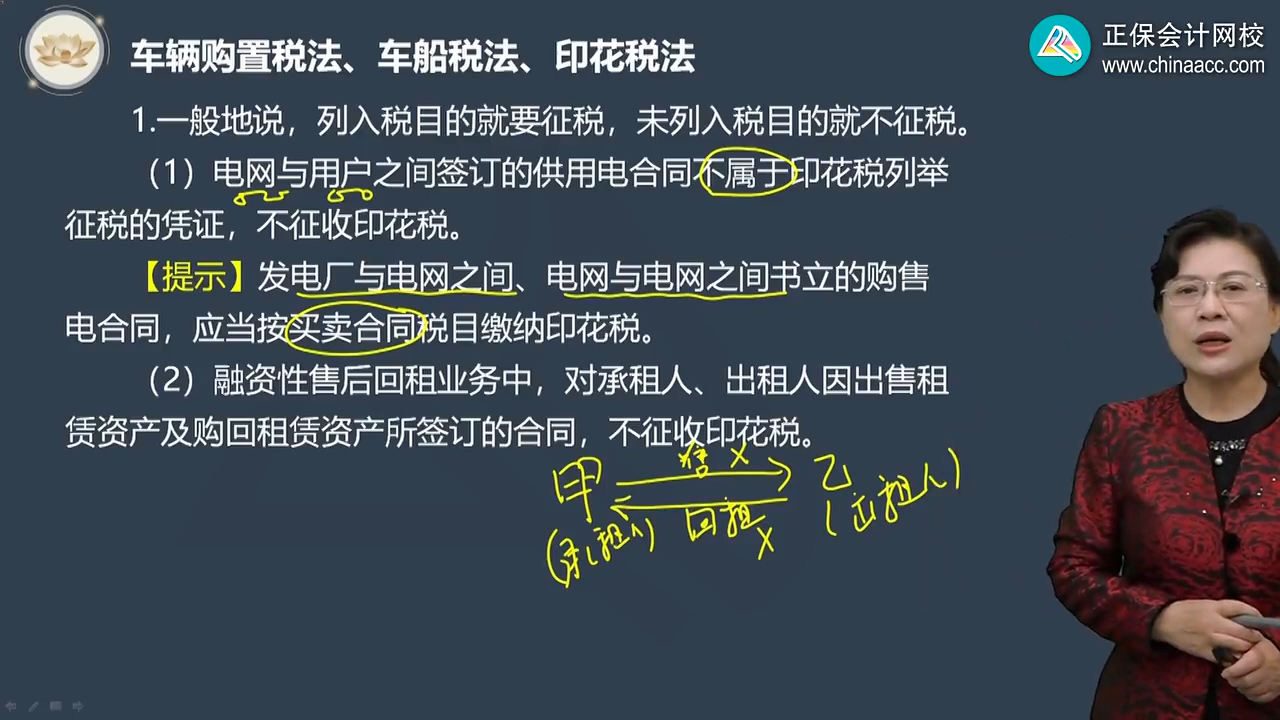 车辆购置税法、车船税法、印花税法
正保会计网校
www.chinaacc.com
1.一般地说，列入税目的就要征税，未列入税目的就不征税。
（1）电网与用户之间签订的供用电合同不属于印花税列举
征税的凭证，不征收印花税。
【提示】发电厂与电网之间、电网与电网之间书立的购售
电合同，应当按买卖合同税目缴纳印花税。
（2）融资性售后回租业务中，对承租人、出租人因出售租
赁资产及购回租赁资产所签订的合同，不征收印花税。
甲 售 X 乙
(承租人) 回租 X (出租人)